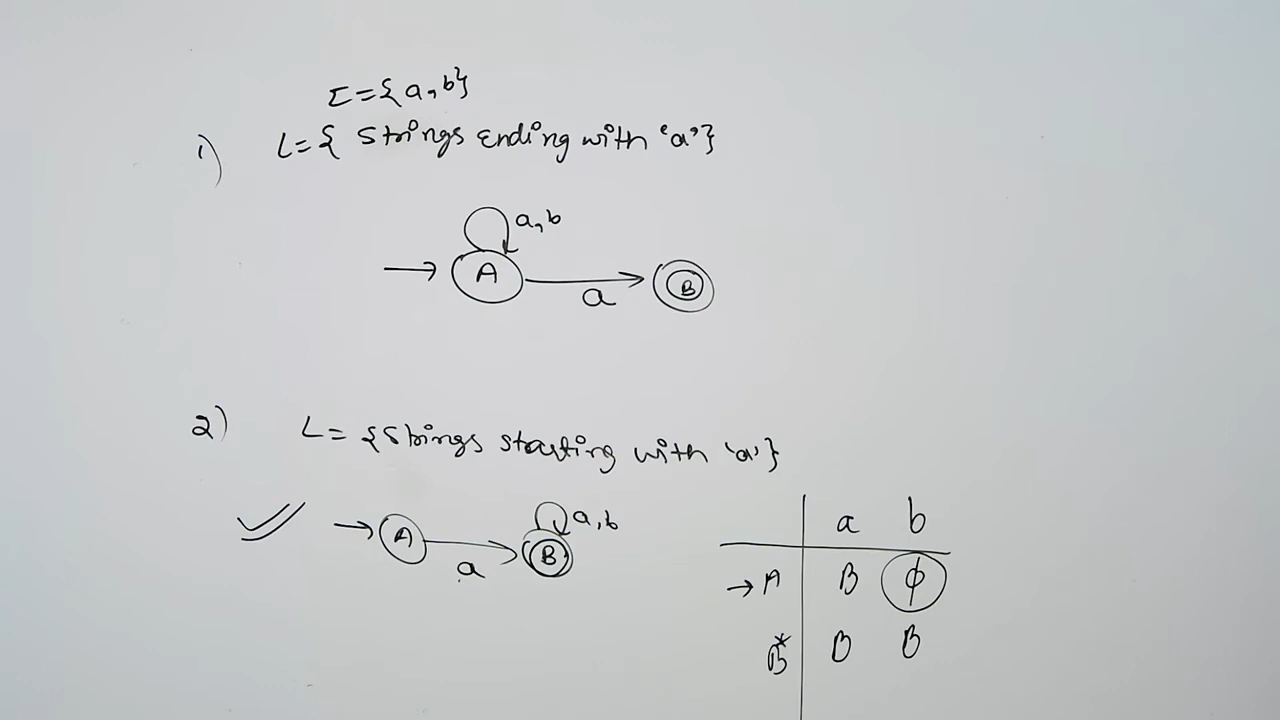 Σ={a,b}
1) L={ Strings Ending with 'a'}
a,b
A
B
a
2) L= {Strings starting with 'a'}
a,b
A
B
a
a b
→ A B ϕ
B* B B